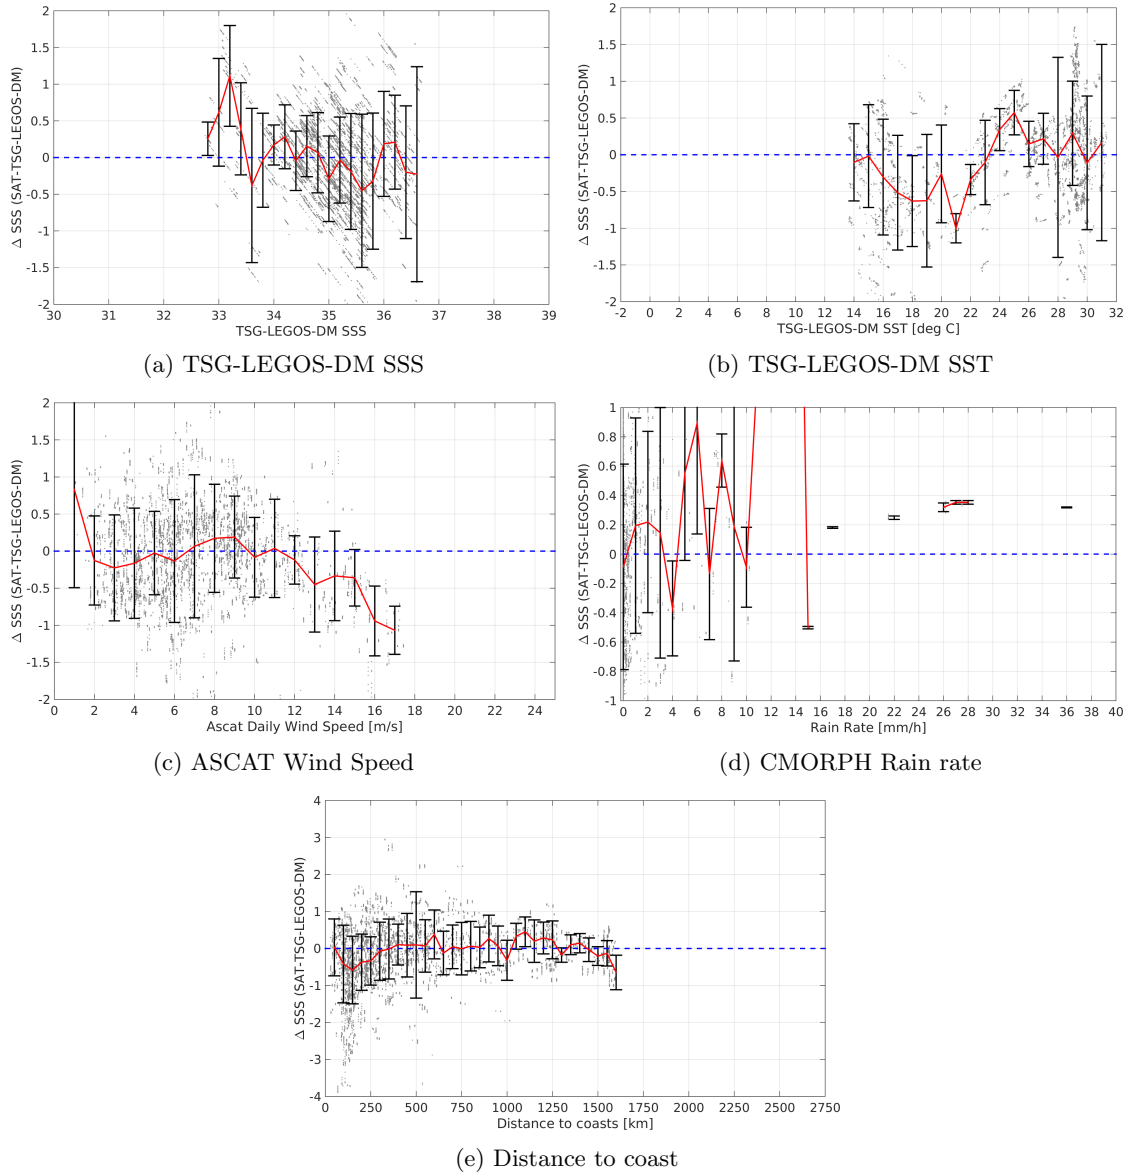 2
1.5
1
0.5
0
-0.5
-1
-1.5
-2
Δ SSS (SAT-TSG-LEGOS-DM)
30 31 32 33 34 35 36 37 38 39
TSG-LEGOS-DM SSS
(a) TSG-LEGOS-DM SSS
2
1.5
1
0.5
0
-0.5
-1
-1.5
-2
Δ SSS (SAT-TSG-LEGOS-DM)
-2 0 2 4 6 8 10 12 14 16 18 20 22 24 26 28 30 32
TSG-LEGOS-DM SST [deg C]
(b) TSG-LEGOS-DM SST
2
1.5
1
0.5
0
-0.5
-1
-1.5
-2
Δ SSS (SAT-TSG-LEGOS-DM)
0 2 4 6 8 10 12 14 16 18 20 22 24
Ascat Daily Wind Speed [m/s]
(c) ASCAT Wind Speed
1
0.8
0.6
0.4
0.2
0
-0.2
-0.4
-0.6
-0.8
-1
Δ SSS (SAT-TSG-LEGOS-DM)
0 2 4 6 8 10 12 14 16 18 20 22 24 26 28 30 32 34 36 38 40
Rain Rate [mm/h]
(d) CMORPH Rain rate
4
3
2
1
0
-1
-2
-3
-4
Δ SSS (SAT-TSG-LEGOS-DM)
0 250 500 750 1000 1250 1500 1750 2000 2250 2500 2750
Distance to coasts [km]
(e) Distance to coast